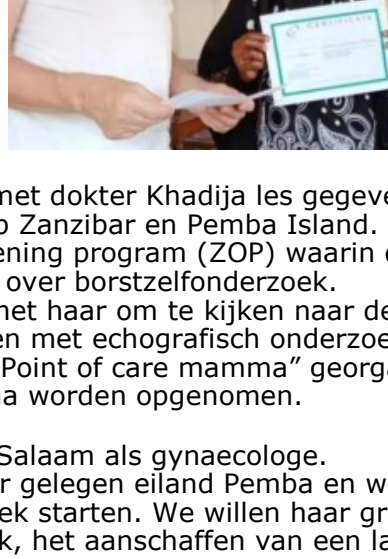 CERTIFICATE
met dokter Khadija les gegeve
Zanzibar en Pemba Island.
ening program (ZOP) waarin
over borstzelfonderzoek.
met haar om te kijken naar de
en met echografisch onderzoe
Point of care mamma” georga
a worden opgenomen.
Salaam als gynaecologe.
r gelegen eiland Pemba en w
ek starten. We willen haar gr
k, het aanschaffen van een la